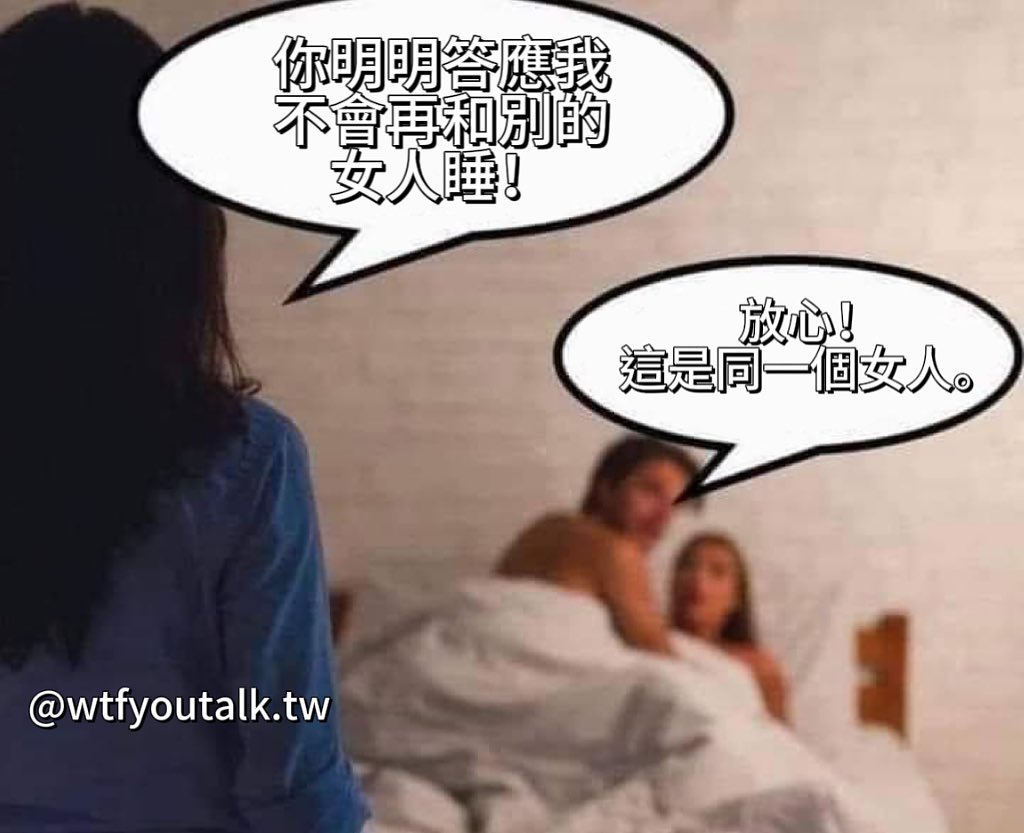 你明明答應我
不會再和別的
女人睡！
放心！
這是同一個女人。
@wtfyoutalk.tw